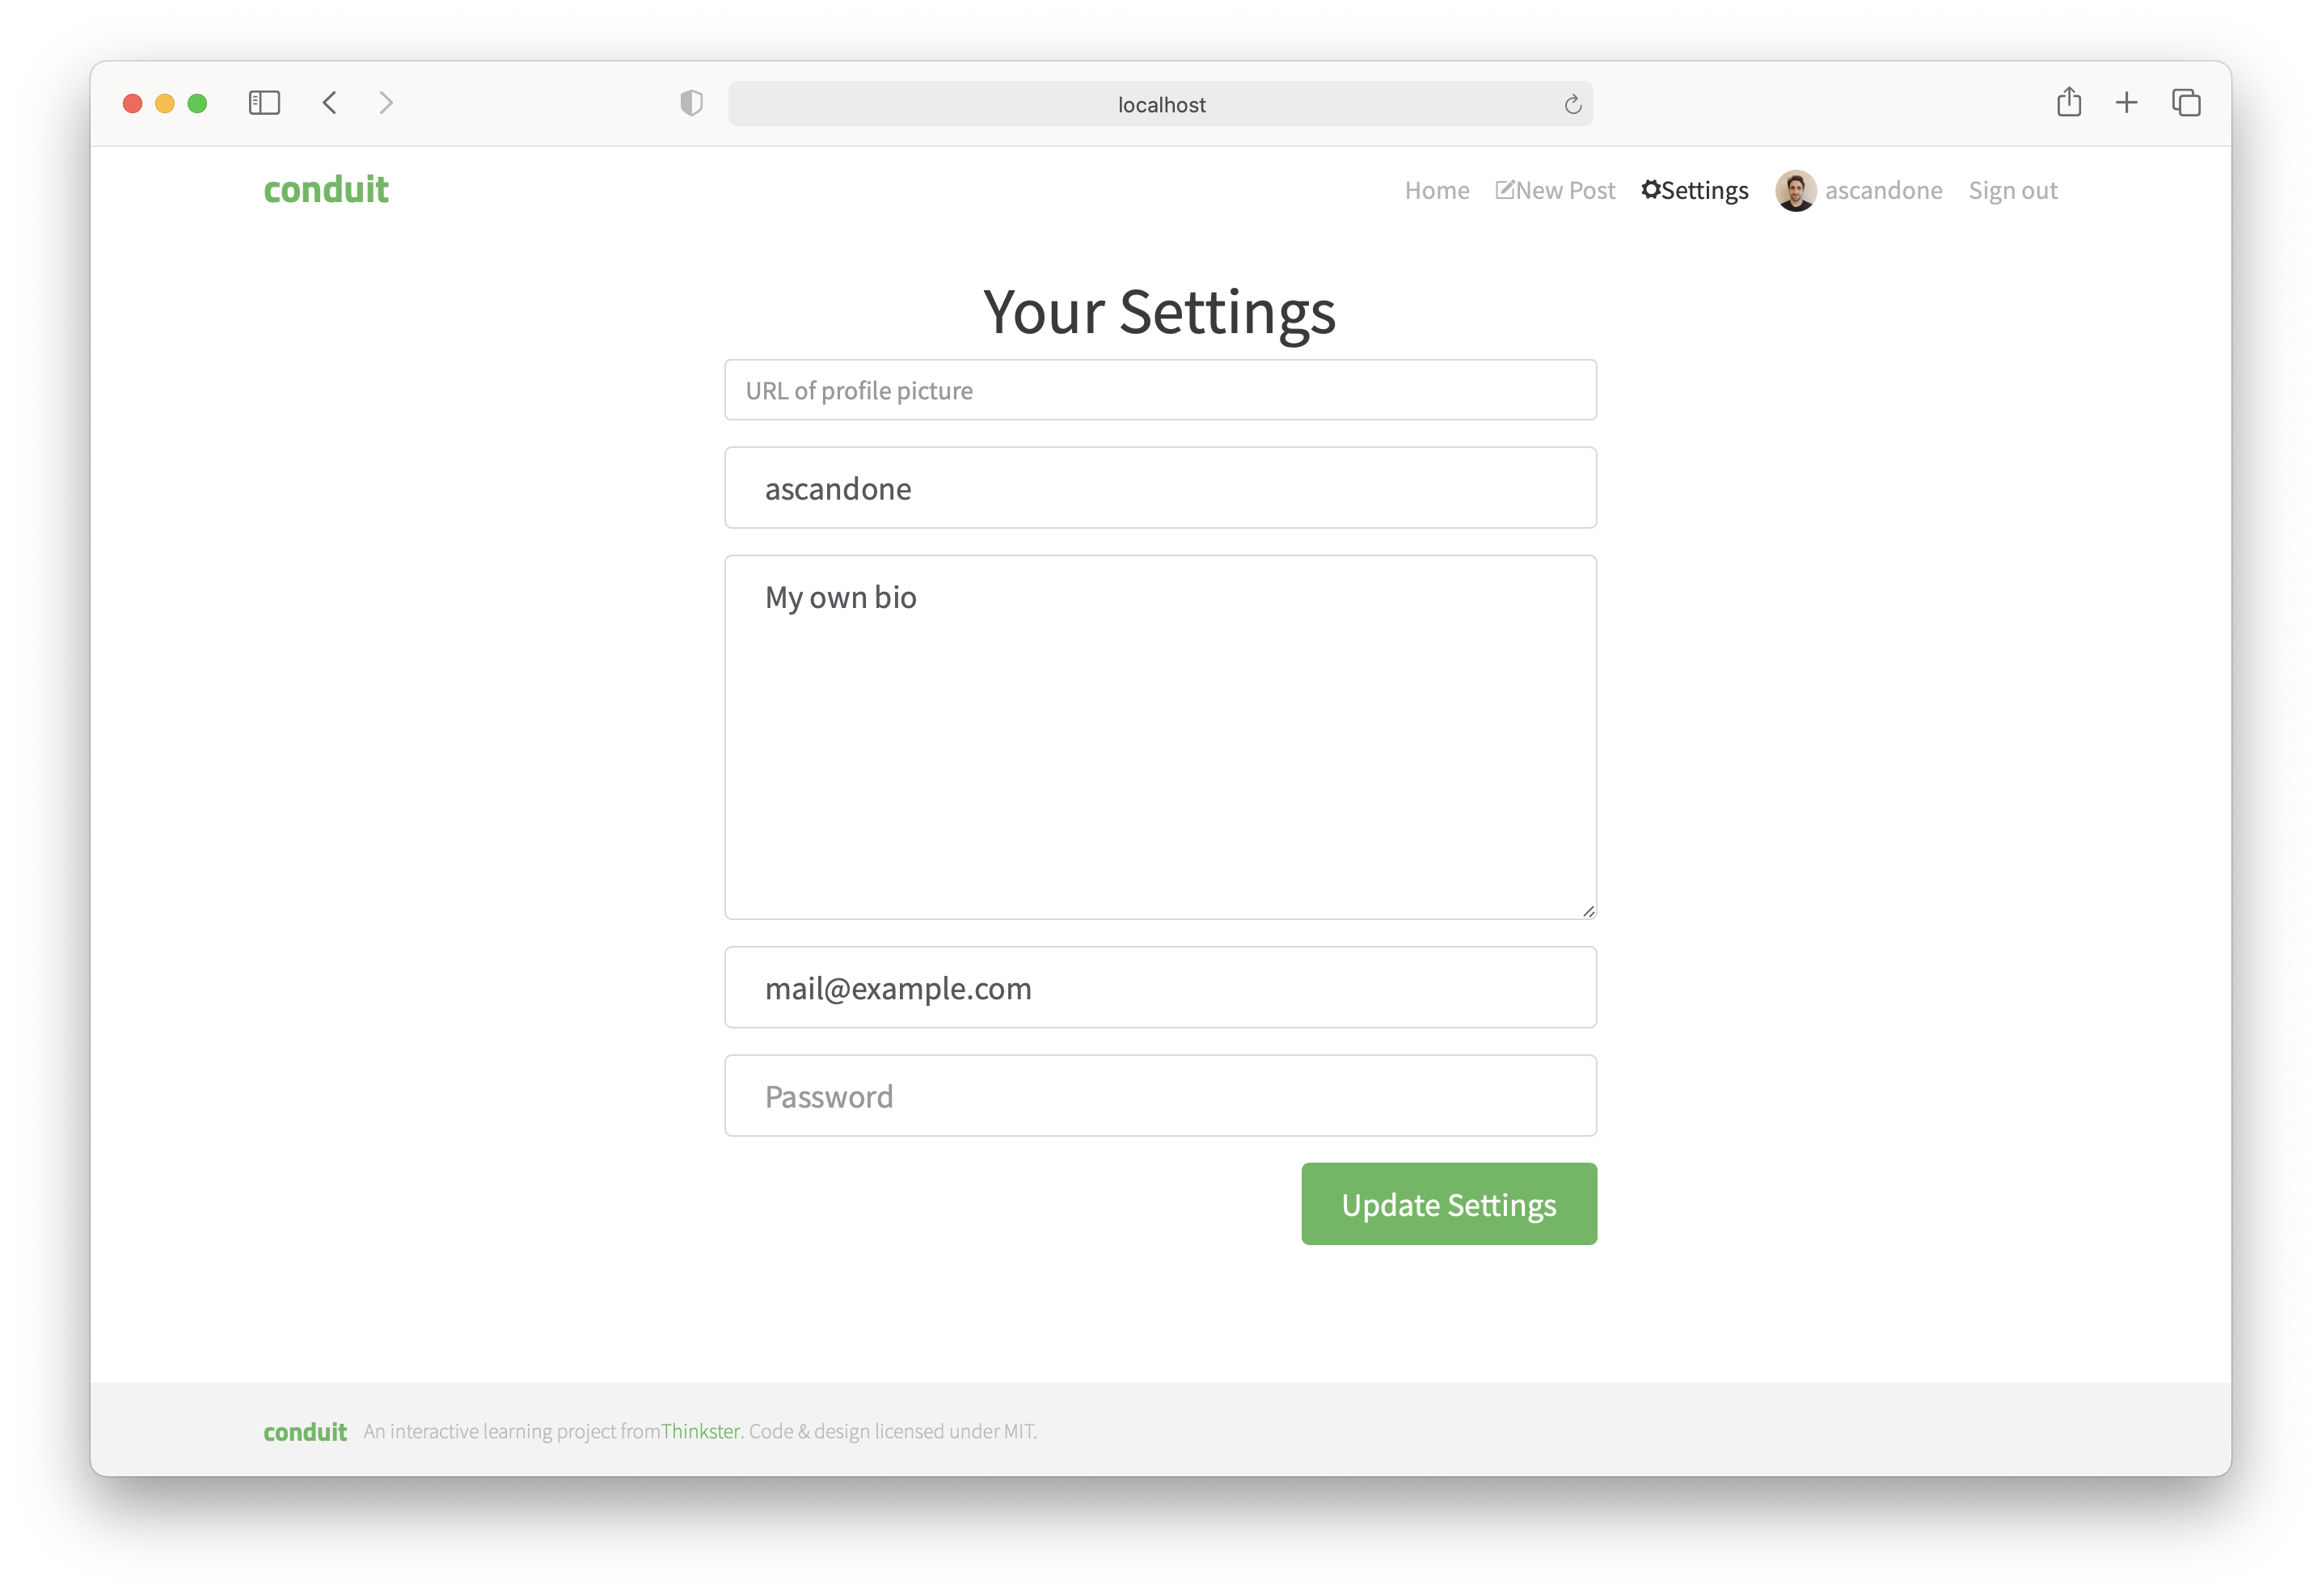 localhost
conduit
Home New Post Settings ascandone Sign out
Your Settings
URL of profile picture
ascandone
My own bio
mail@example.com
Password
Update Settings
conduit An interactive learning project fromThinkster. Code & design licensed under MIT.